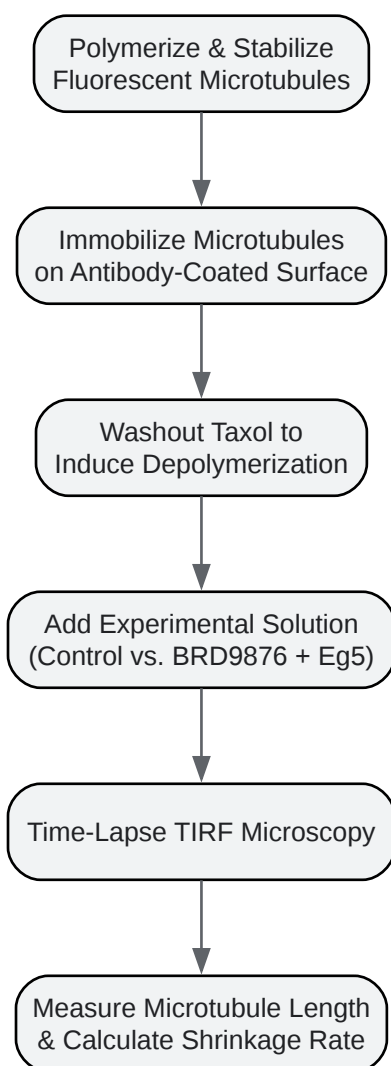 Polymerize & Stabilize
Fluorescent Microtubules
Immobilize Microtubules
on Antibody-Coated Surface
Washout Taxol to
Induce Depolymerization
Add Experimental Solution
(Control vs. BRD9876 + Eg5)
Time-Lapse TIRF Microscopy
Measure Microtubule Length
& Calculate Shrinkage Rate